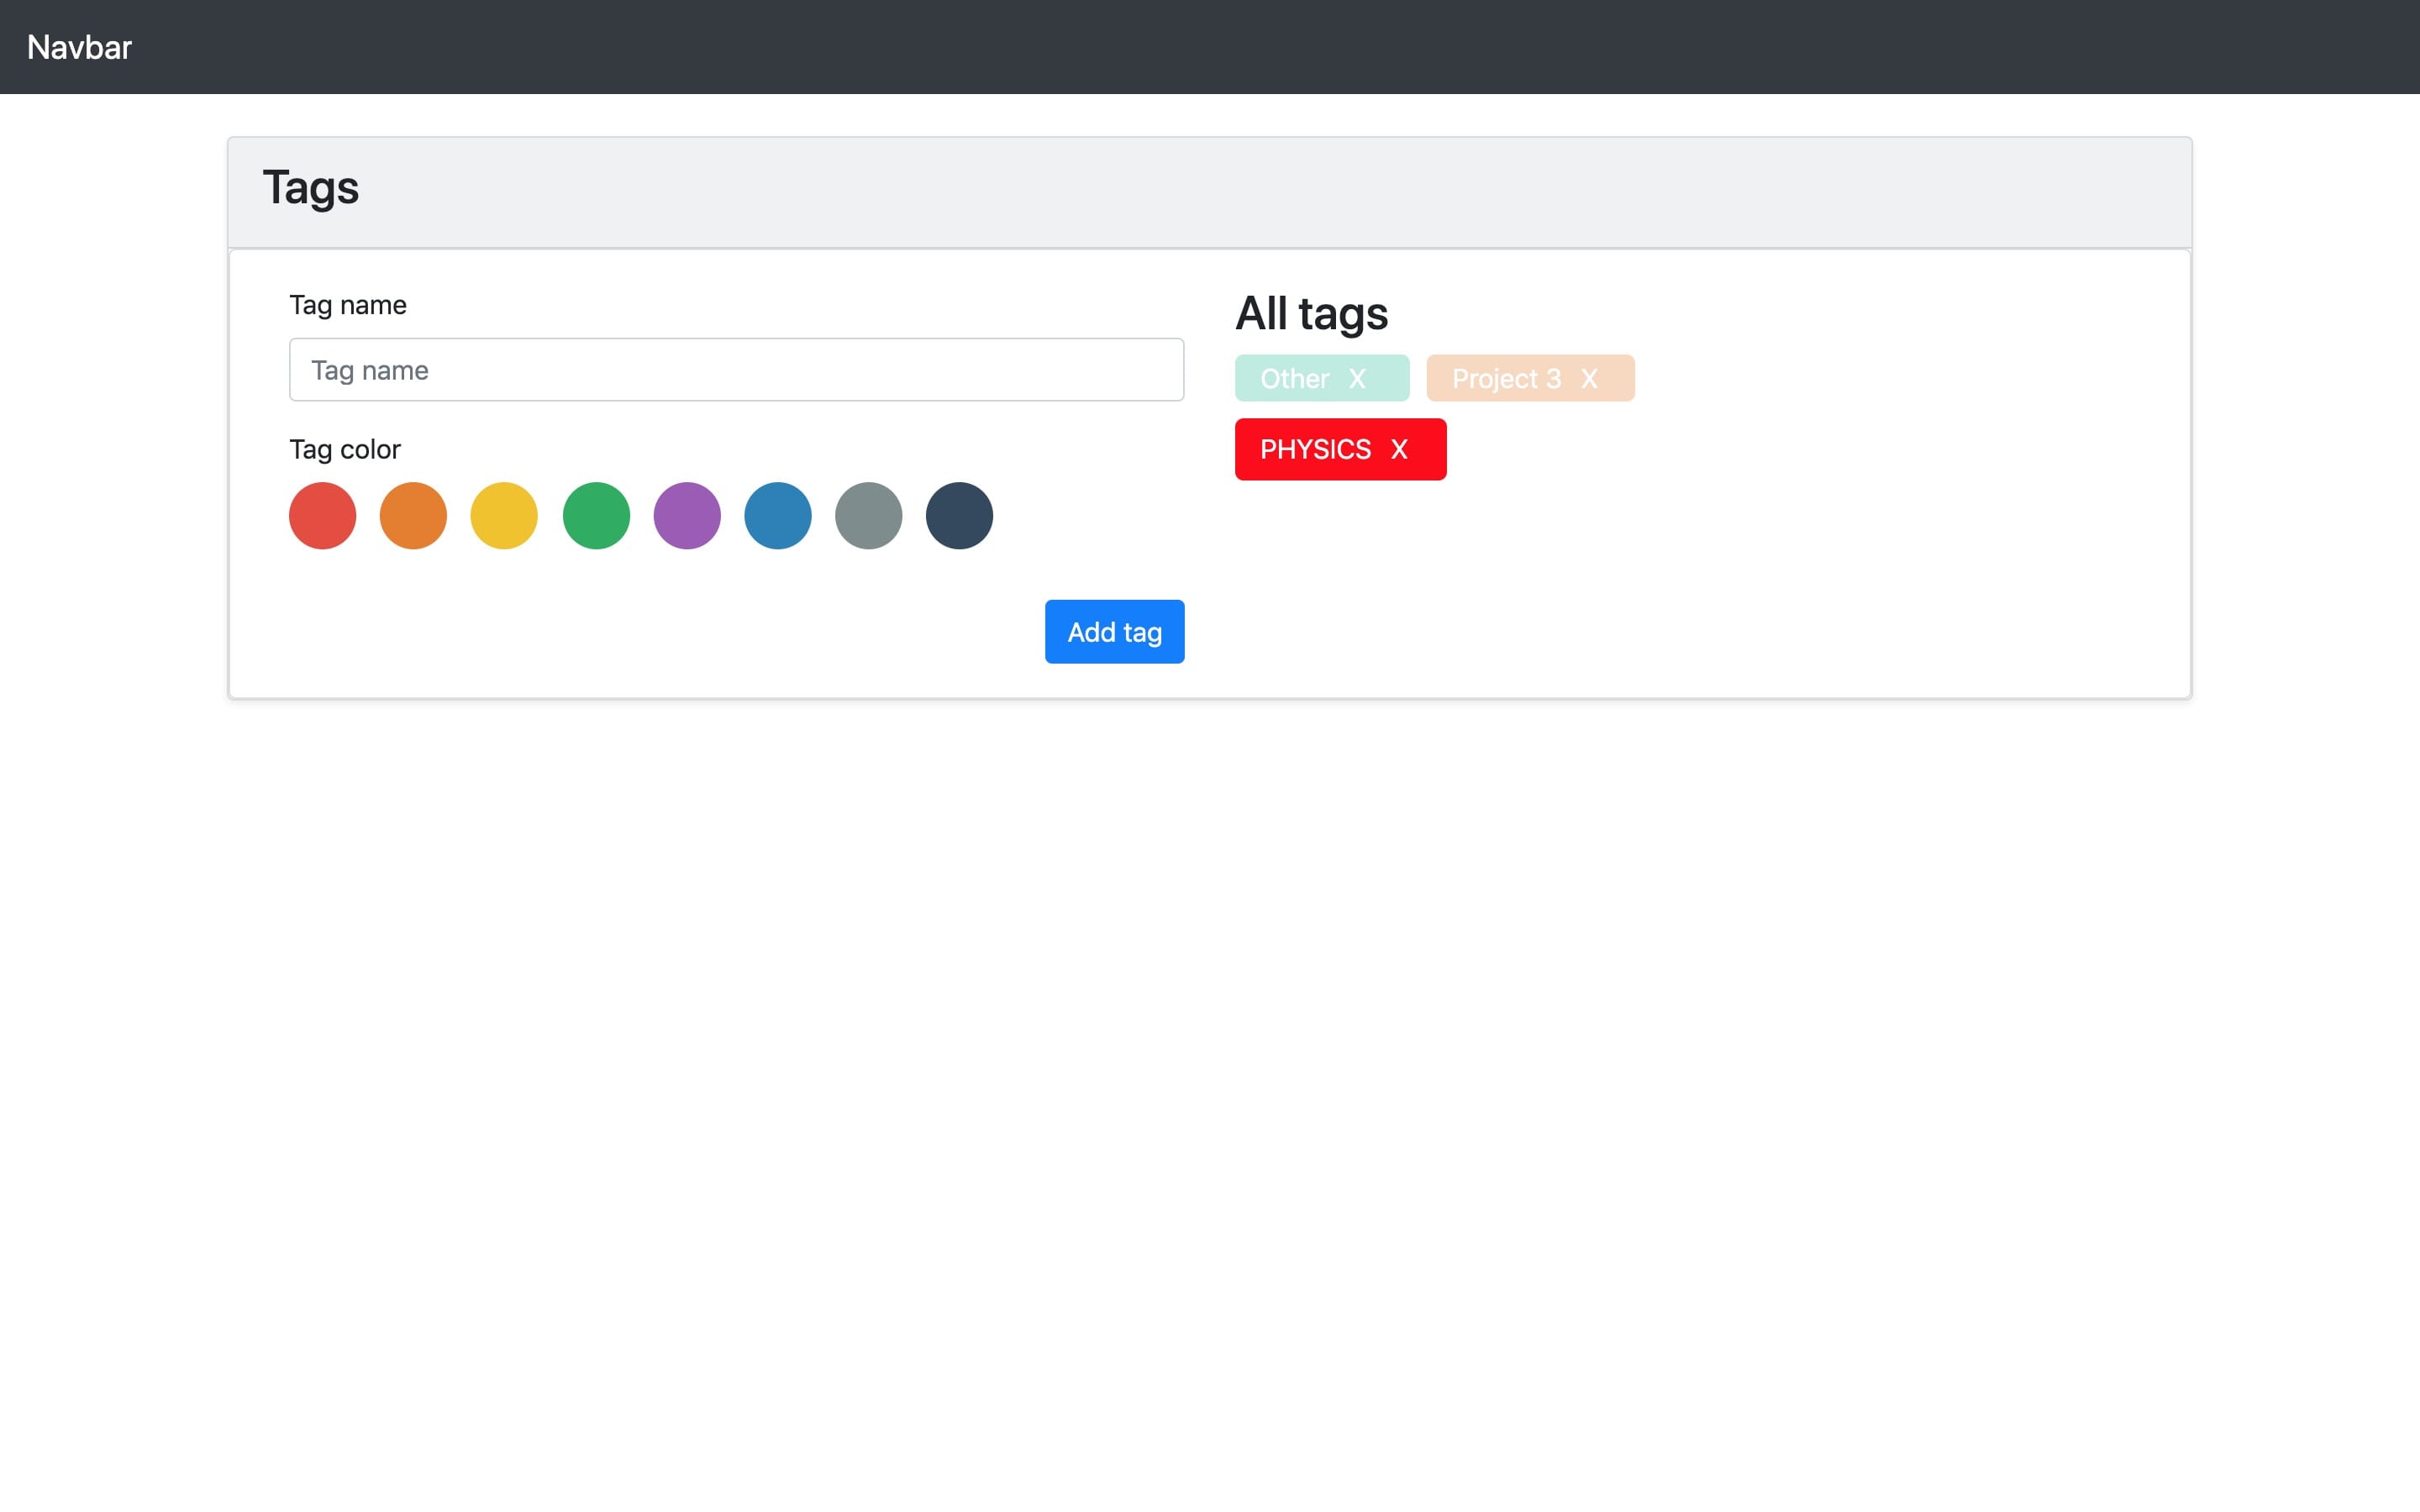 Navbar
Tags
Tag name
Tag name
Tag color
Add tag
All tags
Other X Project 3 X
PHYSICS X